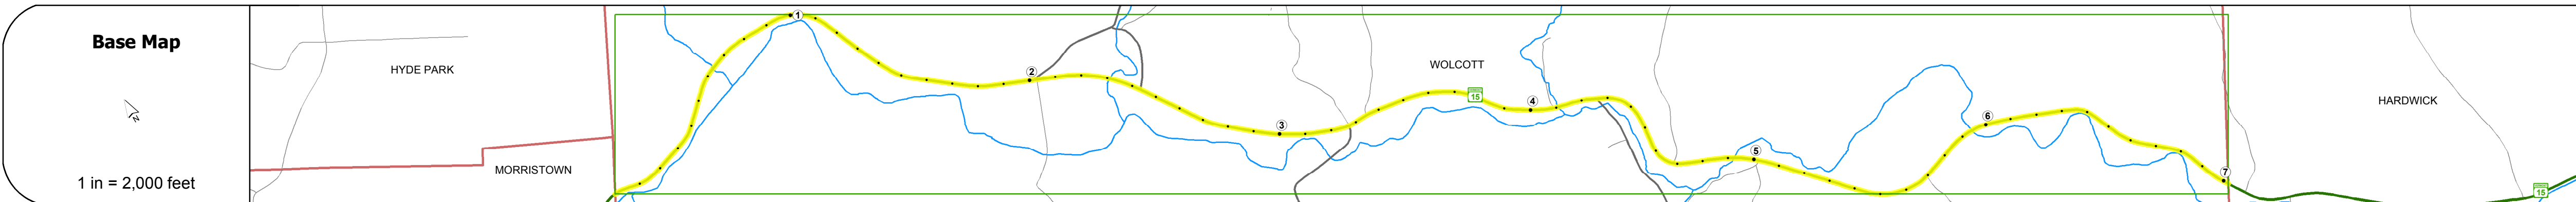 Base Map
N
1 in = 2,000 feet
HYDE PARK
MORRISTOWN
1
2
3
WOLCOTT
15
4
5
6
7
HARDWICK
15